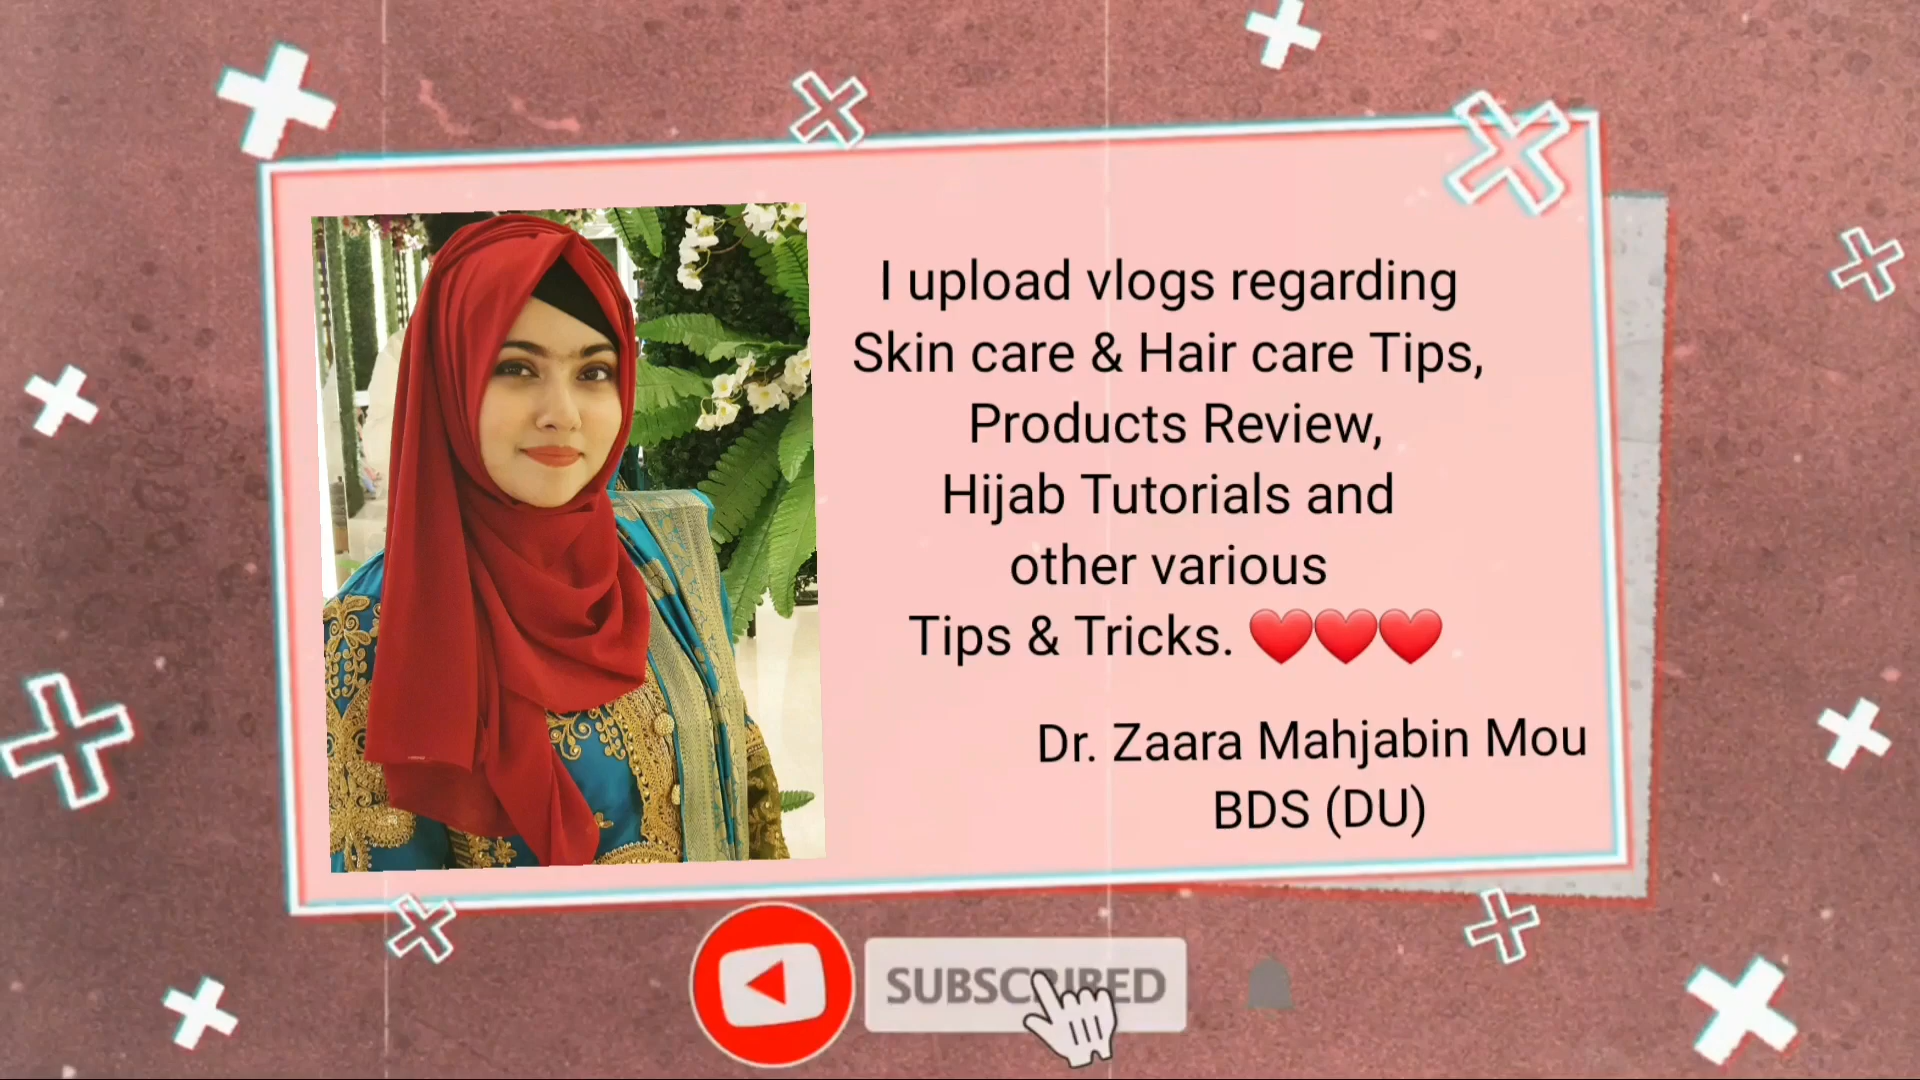 I upload vlogs regarding
Skin care & Hair care Tips,
Products Review,
Hijab Tutorials and
other various
Tips & Tricks. ❤️❤️❤️
Dr. Zaara Mahjabin Mou
BDS (DU)
SUBSCRIBED